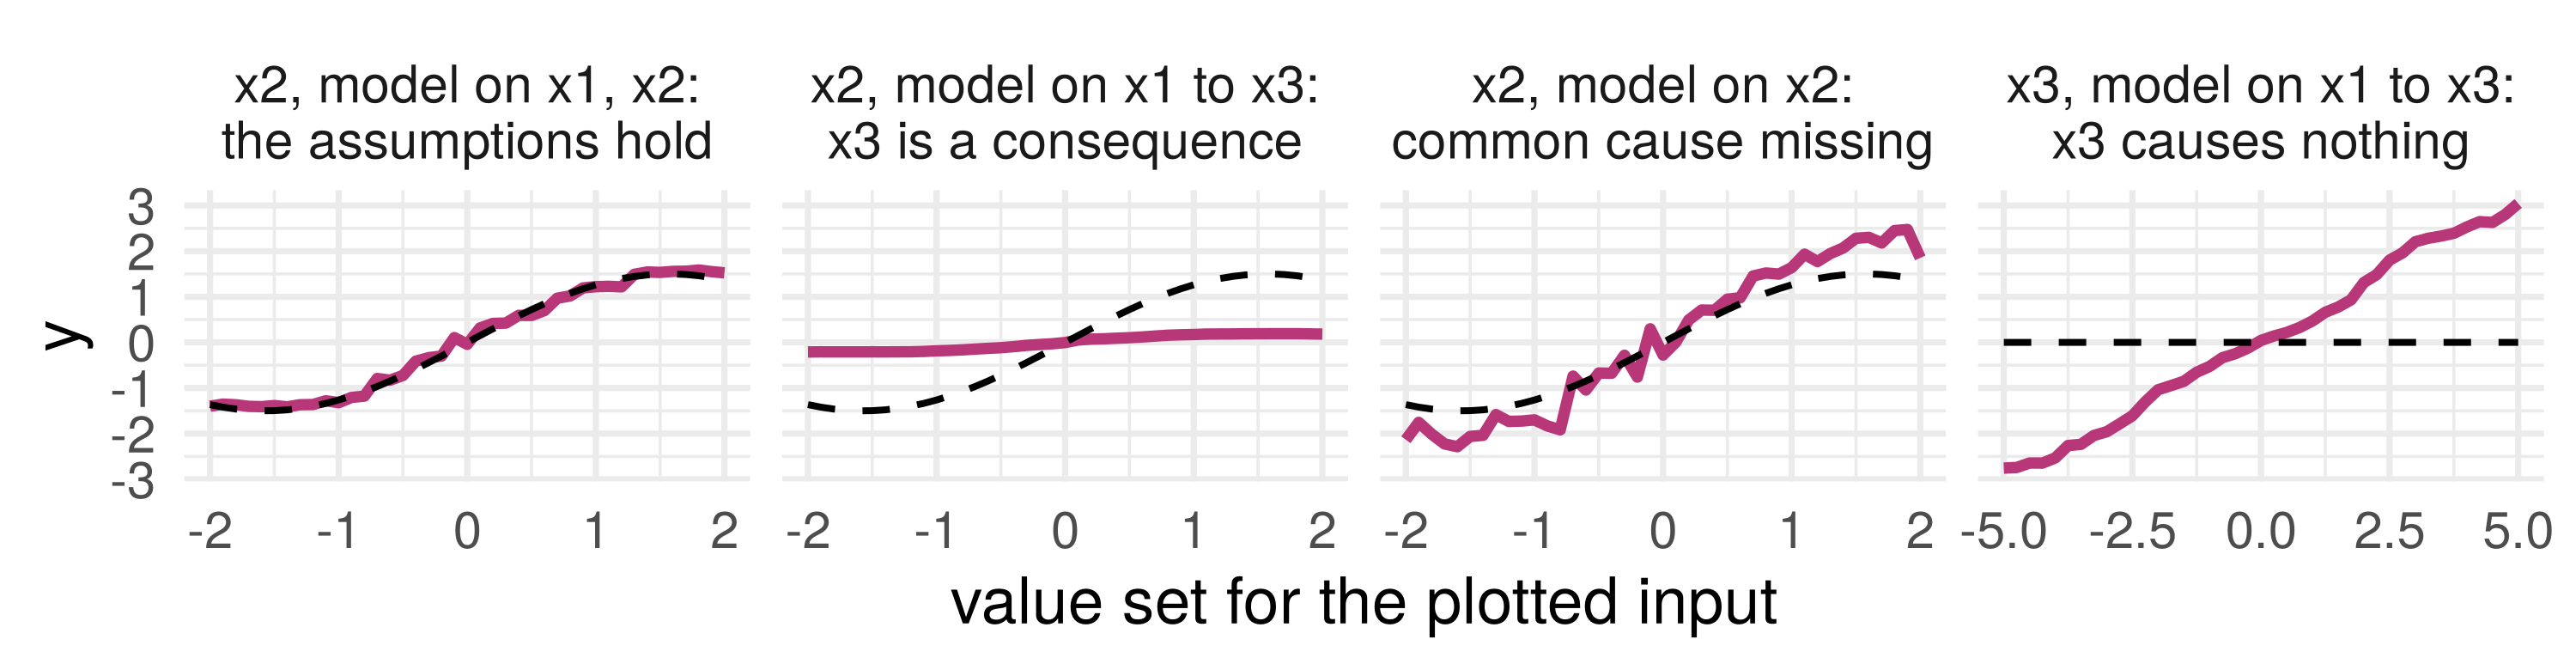 x2, model on x1, x2:
the assumptions hold
x2, model on x1 to x3:
x3 is a consequence
x2, model on x2:
common cause missing
x3, model on x1 to x3:
x3 causes nothing
y
3
2
1
0
-1
-2
-3
-2 -1 0 1 2
-2 -1 0 1 2
-2 -1 0 1 2
-5.0 -2.5 0.0 2.5 5.0
value set for the plotted input